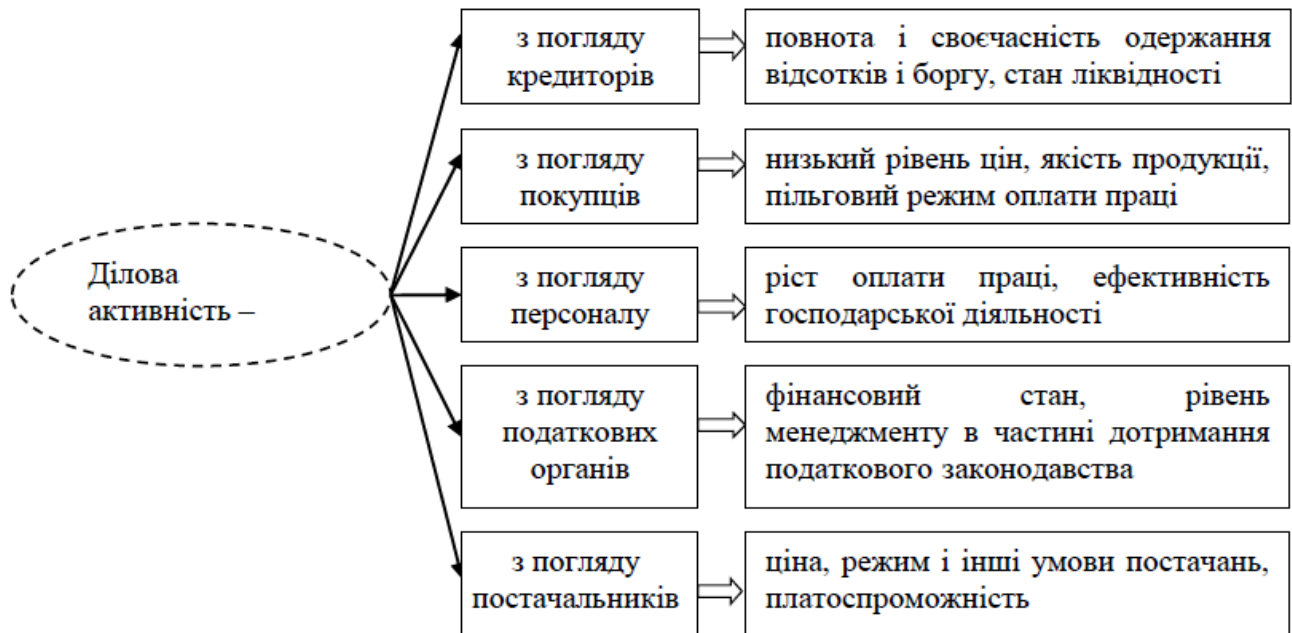 з погляду
кредиторів
повнота і своєчасність одержання
відсотків і боргу, стан ліквідності
з погляду
покупців
низький рівень цін, якість продукції,
пільговий режим оплати праці
Ділова
активність –
з погляду
персоналу
ріст оплати праці, ефективність
господарської діяльності
з погляду
податкових
органів
фінансовий стан, рівень
менеджменту в частині дотримання
податкового законодавства
з погляду
постачальників
ціна, режим і інші умови постачань,
платоспроможність